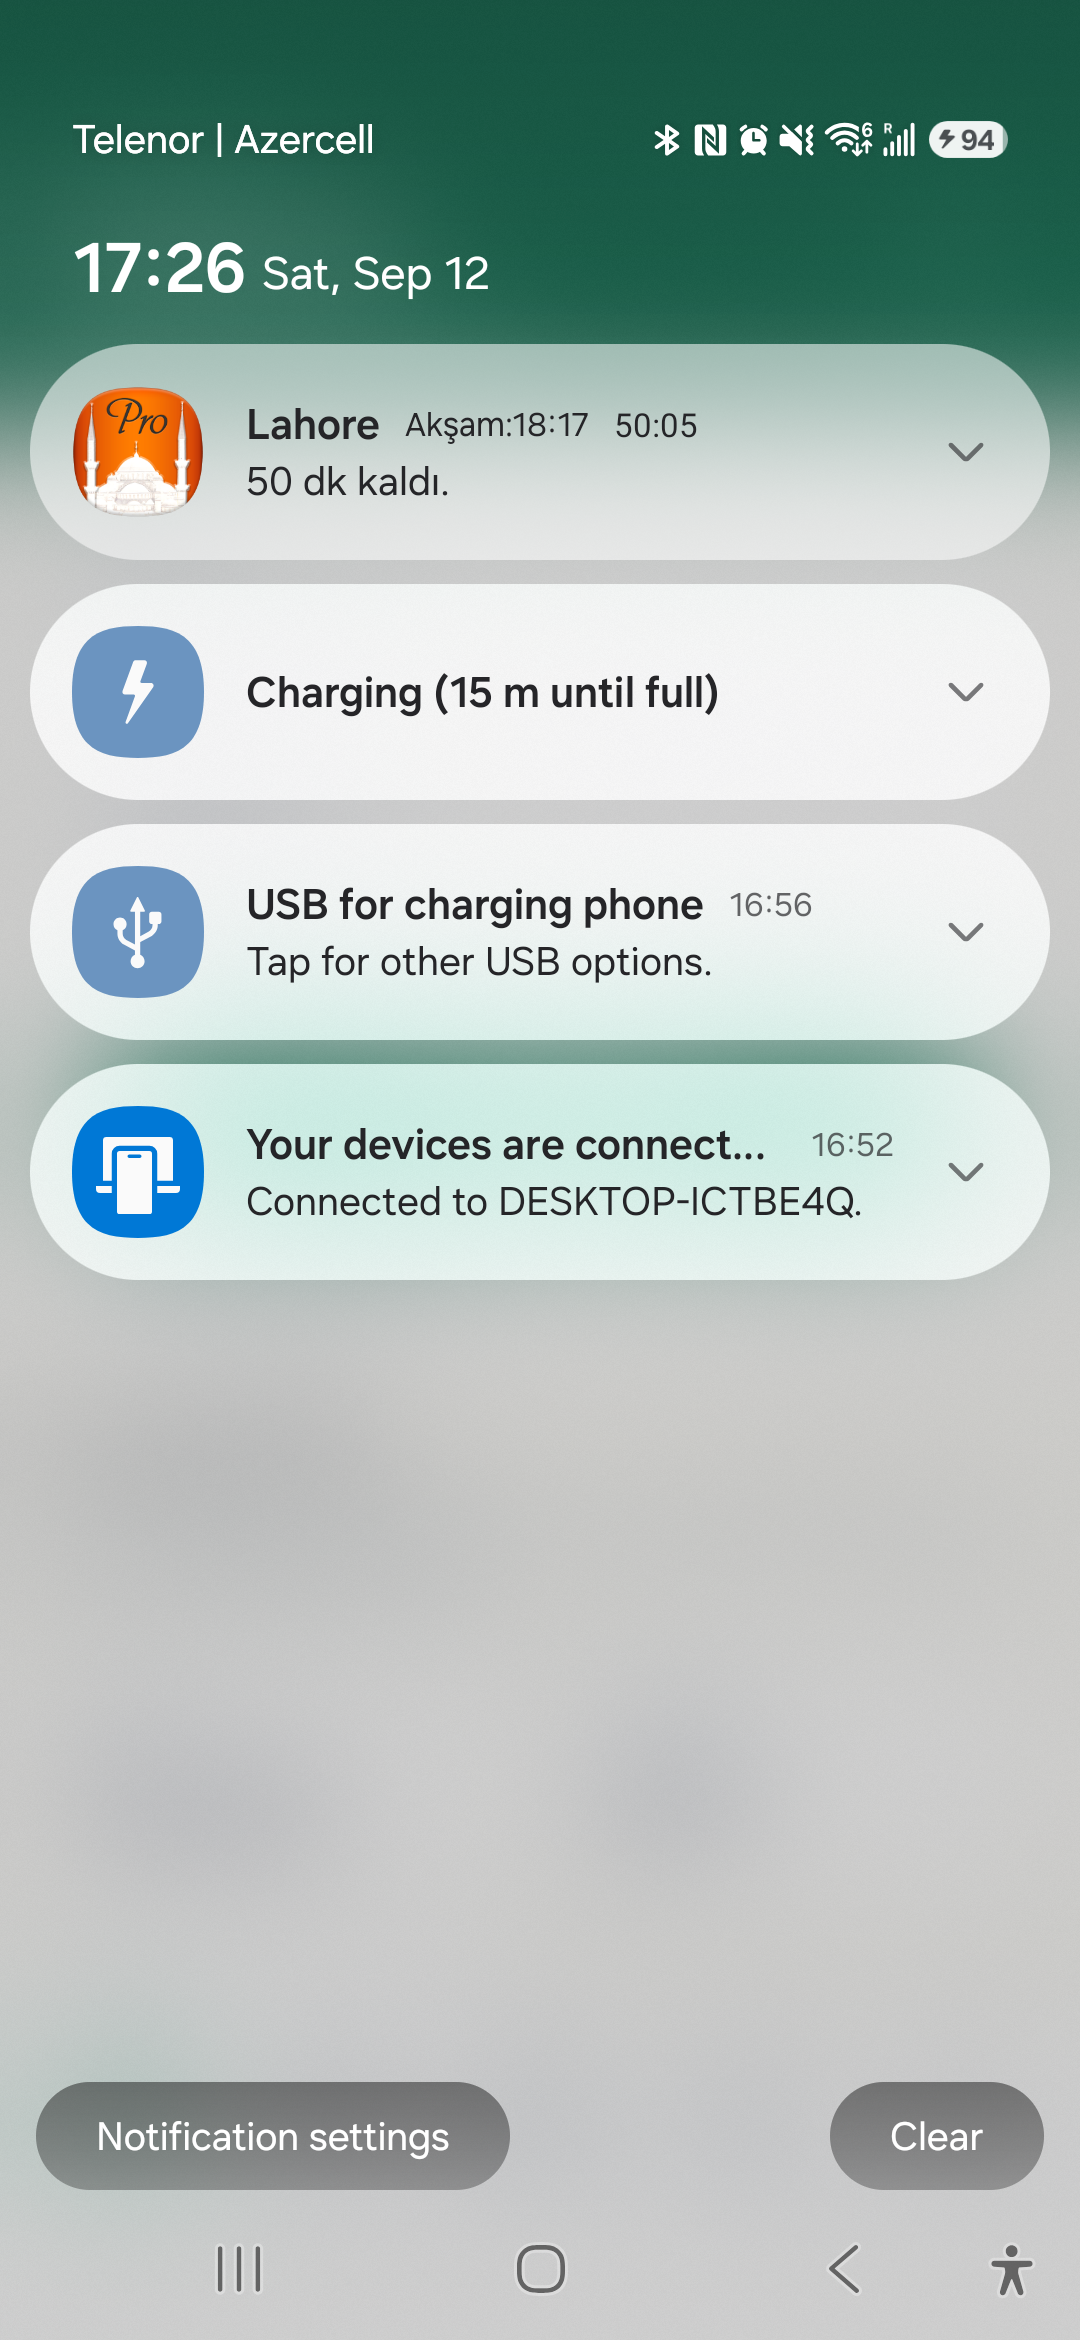 Telenor | Azercell
6 R 94
17:26 Sat, Sep 12
Pro
Lahore Akşam:18:17 50:05
50 dk kaldı.
Charging (15 m until full)
USB for charging phone 16:56
Tap for other USB options.
Your devices are connect... 16:52
Connected to DESKTOP-ICTBE4Q.
Notification settings
Clear